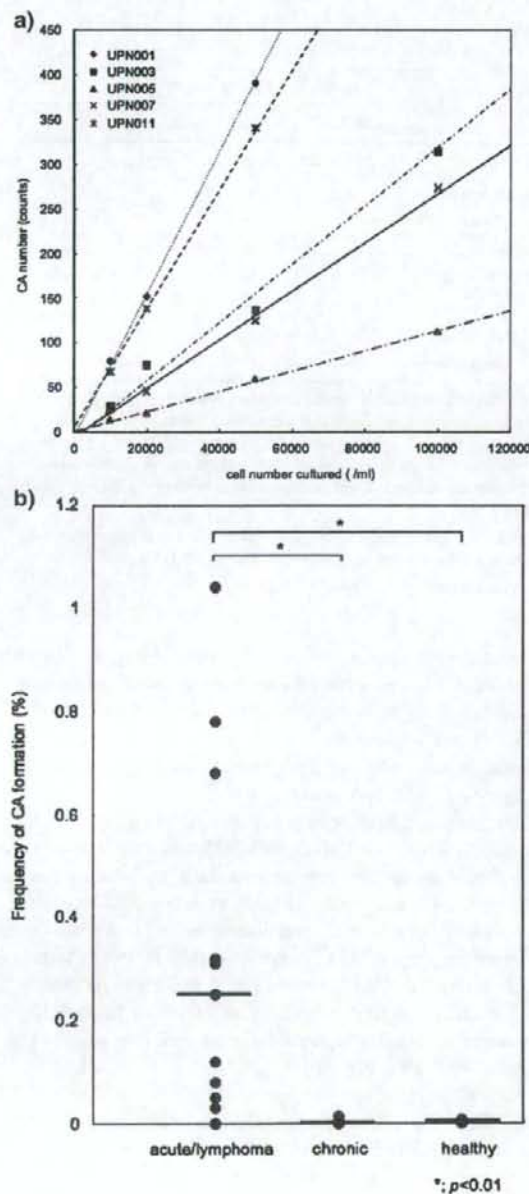 a)
450
400
350
300
250
200
150
100
50
0
CA number (counts)
UPN001
UPN003
UPN005
UPN007
UPN011
0 20000 40000 60000 80000 100000 120000
cell number cultured ( /ml)
b)
1.2
1
0.8
0.6
0.4
0.2
0
Frequency of CA formation (%)
*
*
acute/lymphoma chronic healthy
*; p<0.01